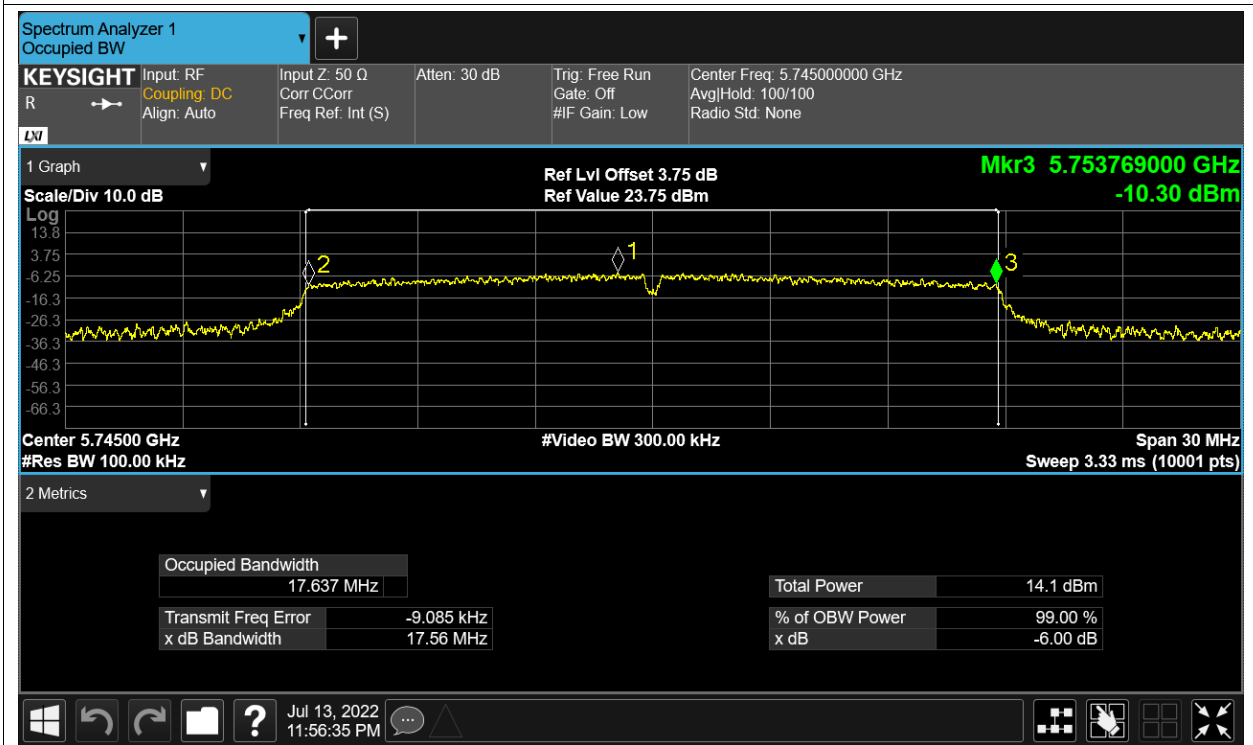 Spectrum Analyzer 1
Occupied BW
KEYSIGHT
R
LXI
Input: RF
Coupling: DC
Align: Auto
Input Z: 50 Ω
Corr CCorr
Freq Ref: Int (S)
Atten: 30 dB
Trig: Free Run
Gate: Off
#IF Gain: Low
Center Freq: 5.745000000 GHz
Avg|Hold: 100/100
Radio Std: None
1 Graph
Scale/Div 10.0 dB
Ref Lvl Offset 3.75 dB
Ref Value 23.75 dBm
Mkr3 5.753769000 GHz
-10.30 dBm
Log
13.8
3.75
-6.25
-16.3
-26.3
-36.3
-46.3
-56.3
-66.3
2
1
3
Center 5.74500 GHz
#Res BW 100.00 kHz
#Video BW 300.00 kHz
Span 30 MHz
Sweep 3.33 ms (10001 pts)
2 Metrics
Occupied Bandwidth
17.637 MHz
Transmit Freq Error -9.085 kHz
x dB Bandwidth 17.56 MHz
Total Power 14.1 dBm
% of OBW Power 99.00 %
x dB -6.00 dB
?
Jul 13, 2022
11:56:35 PM